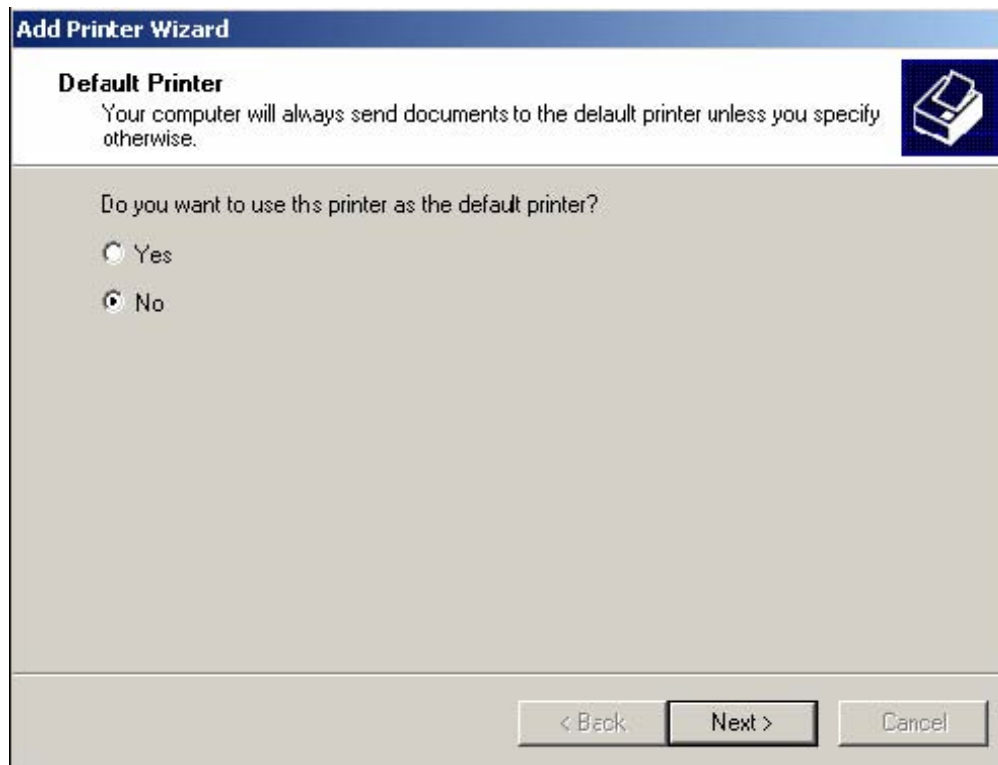 Add Printer Wizard
Default Printer
Your computer will always send documents to the delault printer unless you specify
otherwise.
Do you want to use ths printer as the default printer?
Yes
No
< Back
Next >
Cancel